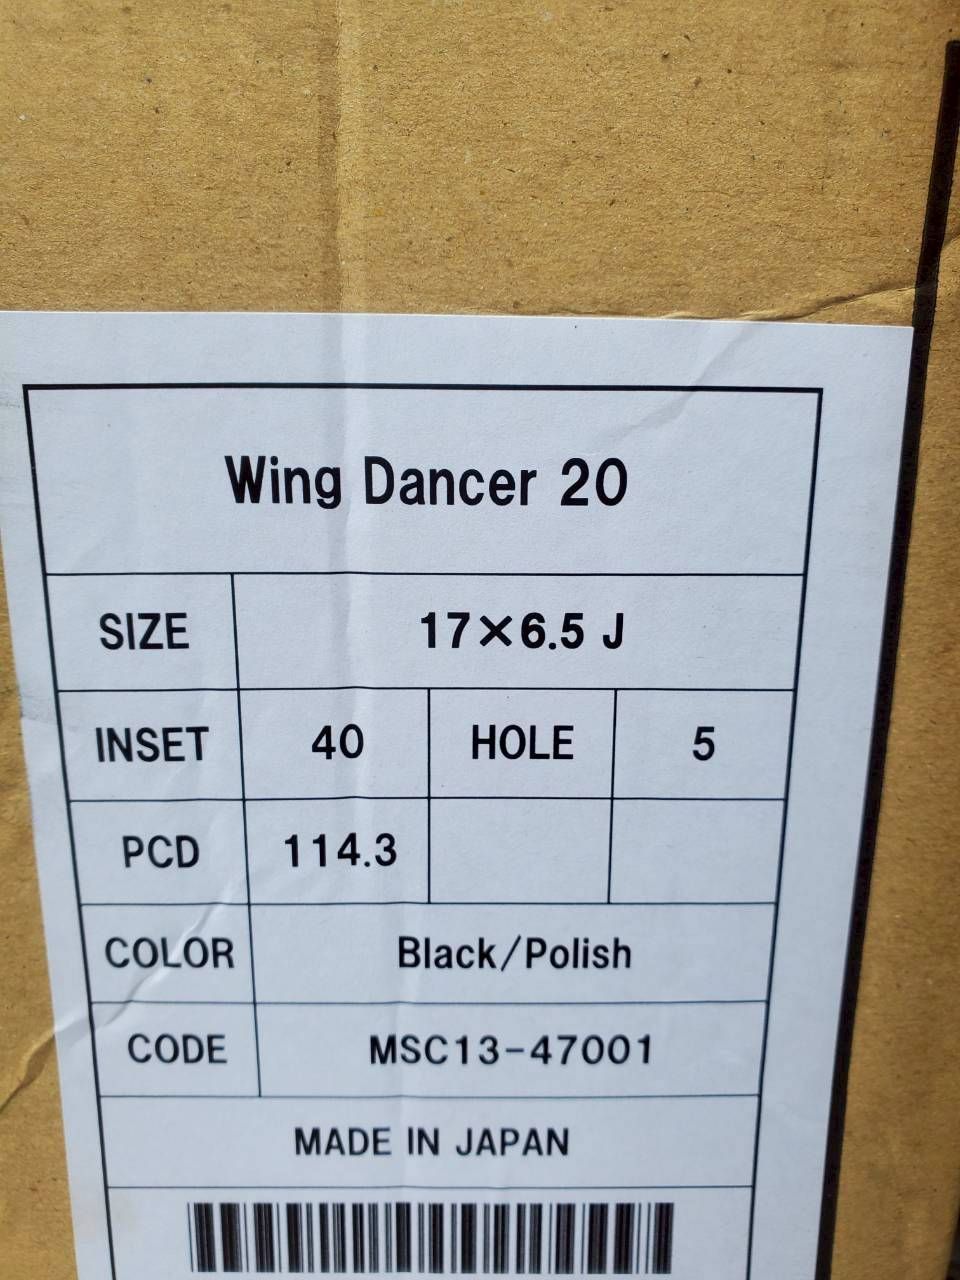 Wing Dancer 20
SIZE 17×6.5 J
INSET 40 HOLE 5
PCD 114.3
COLOR Black/Polish
CODE MSC13-47001
MADE IN JAPAN